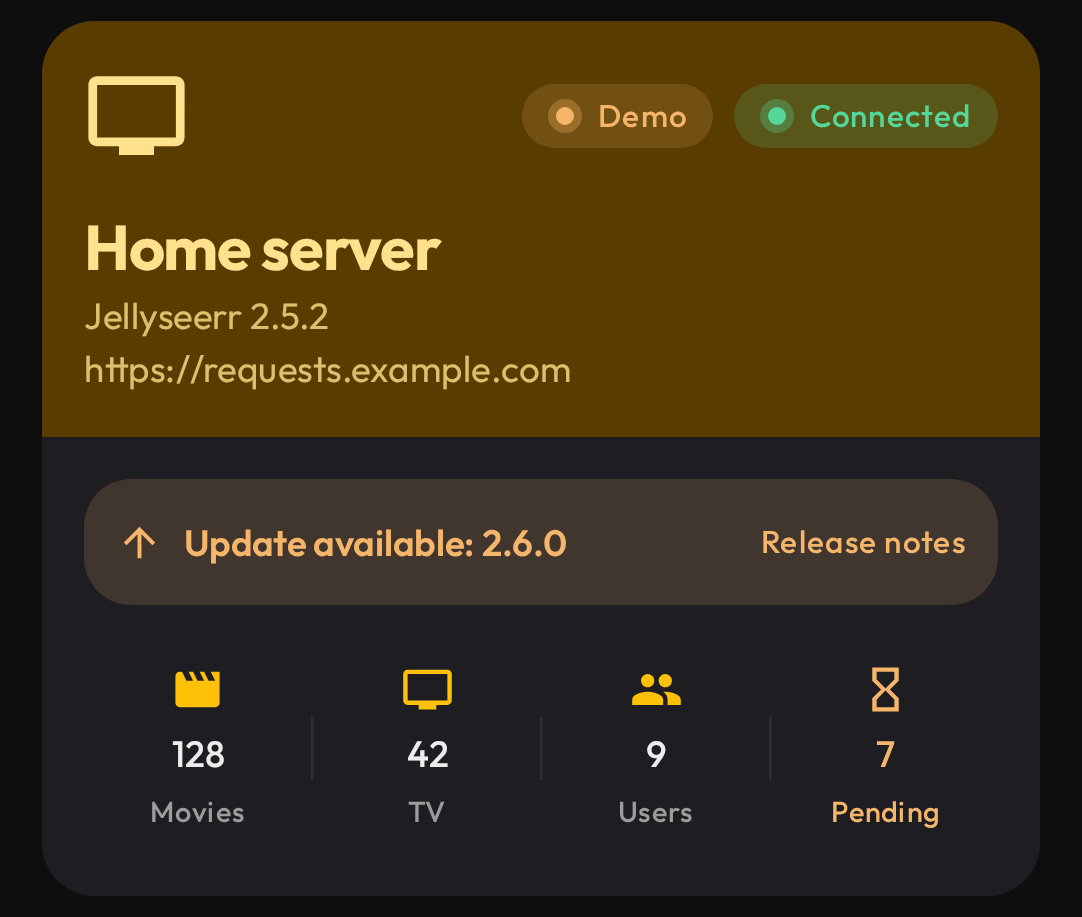 Demo
Connected
Home server
Jellyseerr 2.5.2
https://requests.example.com
Update available: 2.6.0
Release notes
128
42
9
7
Movies
TV
Users
Pending